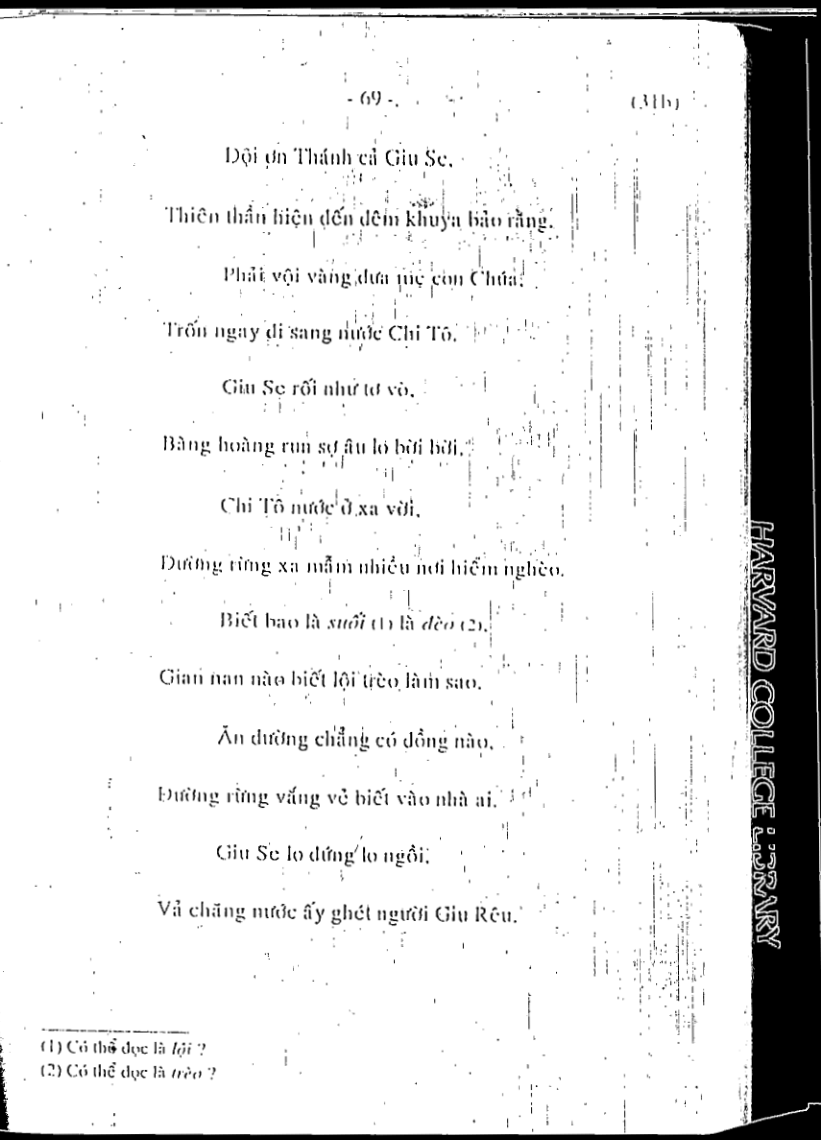 - 69 -
(31b)
Đội ơn Thánh cả Giu Se.
Thiên thần hiện đến đêm khuya bảo rằng.
Phải vội vàng đưa mẹ con Chúa.
Trốn ngay đi sang nước Chi Tô.
Giu Se rối như tơ vò.
Bàng hoàng run sợ âu lo bời bời.
Chi Tô nước ở xa vời.
Đường rừng xa mẫm nhiều nơi hiểm nghèo.
Biết bao là suối (1) là đèo (2).
Gian nan nào biết lội trèo làm sao.
Ăn đường chẳng có đồng nào.
Đường rừng vắng vẻ biết vào nhà ai.
Giu Se lo đứng lo ngồi.
Vả chăng nước ấy ghét người Giu Rêu.
(1) Có thể đọc là lội ?
(2) Có thể đọc là trèo ?
HARVARD COLLEGE LIBRARY